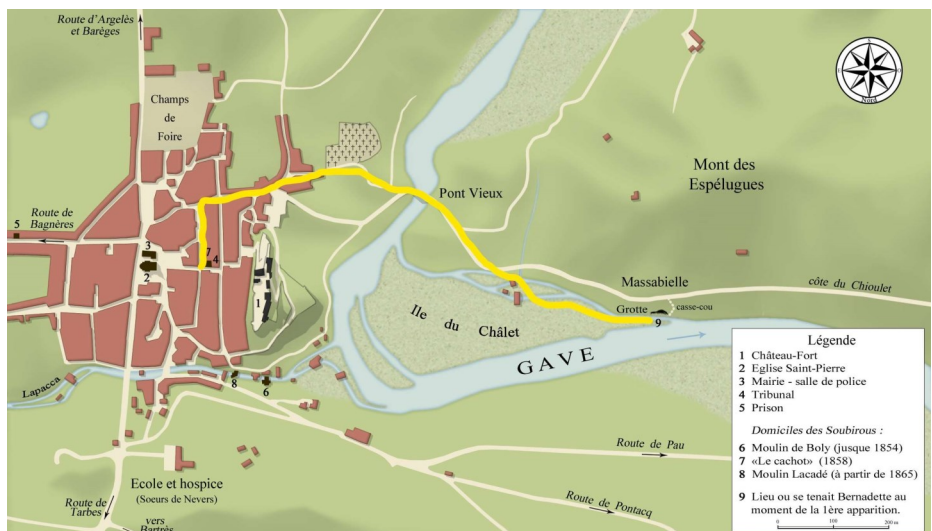 Route d'Argelès
et Barèges
Champs
de
Foire
Nord
Mont des
Espélugues
Pont Vieux
5
Route de
Bagnères
3
2
7
4
1
Massabielle
côte du Chioulet
Grotte
casse-cou
9
Ile du Châlet
GAVE
Lapacca
8
6
Route de Pau
Ecole et hospice
(Soeurs de Nevers)
Route de
Tarbes
vers
Bartrès
Route de Pontacq
Légende
1 Château-Fort
2 Eglise Saint-Pierre
3 Mairie - salle de police
4 Tribunal
5 Prison
Domiciles des Soubirous :
6 Moulin de Boly (jusque 1854)
7 «Le cachot» (1858)
8 Moulin Lacadé (à partir de 1865)
9 Lieu ou se tenait Bernadette au
moment de la 1ère apparition.
0 100 200 m